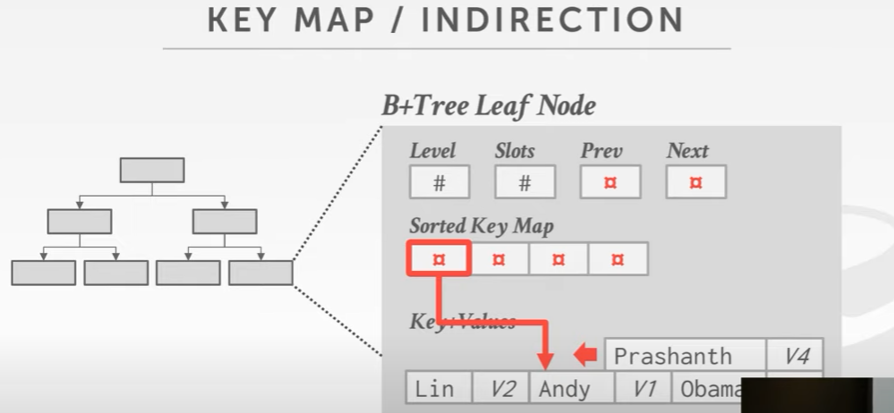 KEY MAP / INDIRECTION
B+Tree Leaf Node
Level Slots Prev Next
# # ¤ ¤
Sorted Key Map
¤ ¤ ¤ ¤
Key+Values
Prashanth V4
Lin V2 Andy V1 Obama